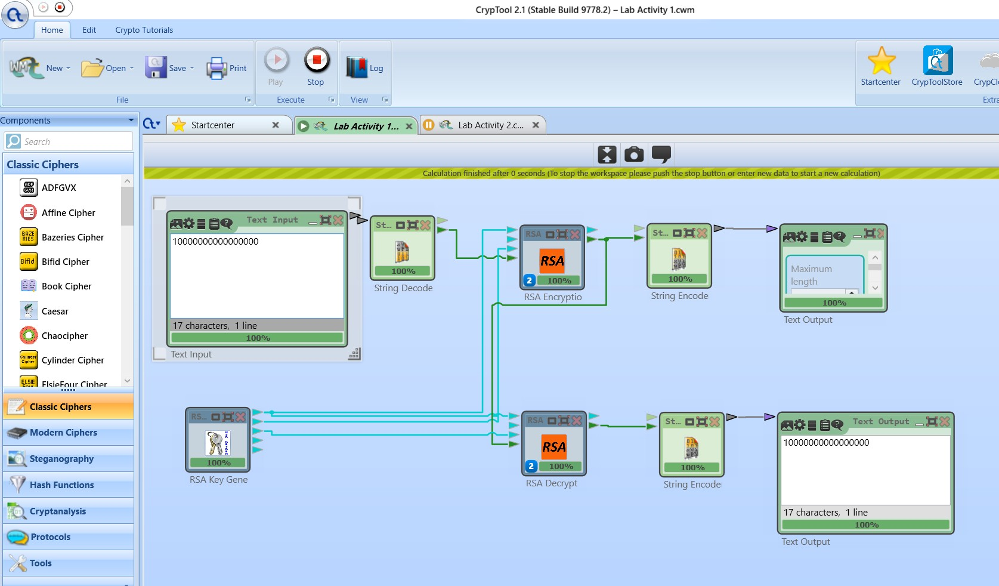 CrypTool 2.1 (Stable Build 9778.2) – Lab Activity 1.cwm
Home Edit Crypto Tutorials
New Open Save Print Play Stop Log Startcenter CrypToolStore CrypCl
File Execute View Extra
Components
Startcenter Lab Activity 1... Lab Activity 2.c...
Search
Classic Ciphers
Calculation finished after 0 seconds (To stop the workspace please push the stop button or enter new data to start a new calculation)
ADFGVX
Affine Cipher
Bazeries Cipher
Bifid Cipher
Book Cipher
Caesar
Chaocipher
Cylinder Cipher
ElsieFour Cipher
Classic Ciphers
Modern Ciphers
Steganography
Hash Functions
Cryptanalysis
Protocols
Tools
Text Input
10000000000000000
17 characters, 1 line
100%
Text Input
St...
100%
String Decode
RSA
RSA
2 100%
RSA Encryptio
St...
100%
String Encode
Maximum
length
100%
Text Output
RS...
100%
RSA Key Gene
RSA
RSA
2 100%
RSA Decrypt
St...
100%
String Encode
Text Output
10000000000000000
17 characters, 1 line
100%
Text Output